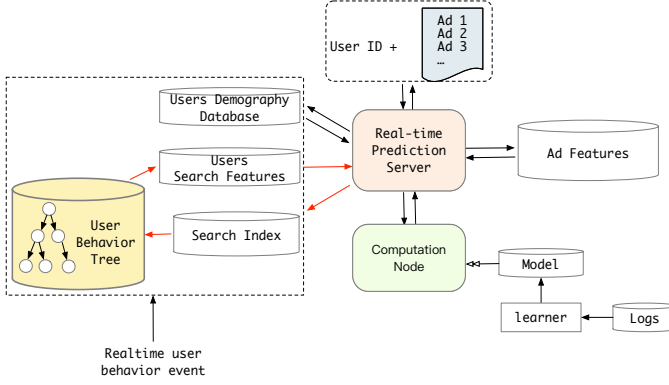 User ID +
Ad 1
Ad 2
Ad 3
…
Users Demography
Database
Real-time
Prediction
Server
Ad Features
Users
Search Features
User
Behavior
Tree
Search Index
Computation
Node
Model
learner
Logs
Realtime user
behavior event